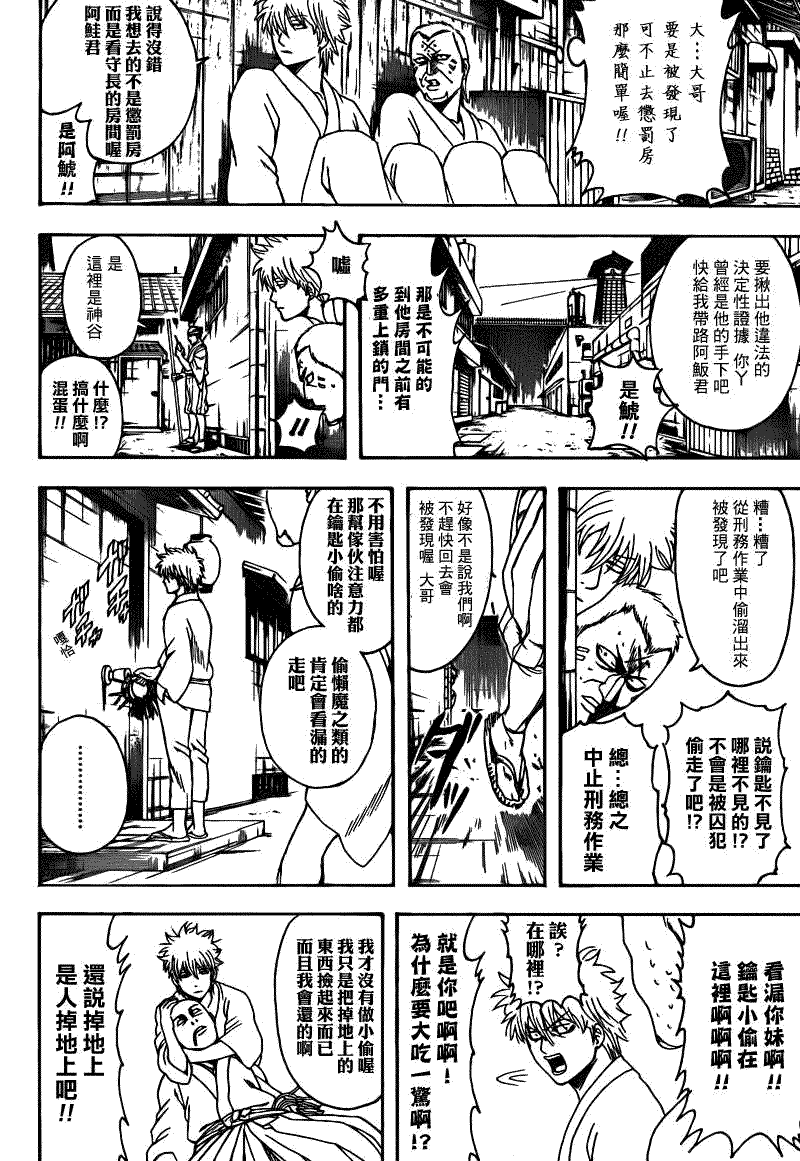 大…大哥
要是被發現了
可不止去懲罰房
那麼簡單喔!!
說得沒錯
我想去的不是懲罰房
而是看守長的房間喔
阿鮭君
是阿鯱!!
要揪出他違法的
決定性證據 你丫
曾經是他的手下吧
快給我帶路阿鯱君
是鯱!!
那是不可能的
到他房間之前有
多重上鎖的門…
噓
!!
是
這裡是神谷
什麼!?
搞什麼啊
混蛋!!
糟…糟了
從刑務作業中偷溜出來
被發現了吧
說鑰匙不見了
哪裡不見的!?
不會是被囚犯
偷走了吧!?
總…總之
中止刑務作業
好像不是說我們啊
不趕快回去會
被發現喔 大哥
不用害怕喔
那幫傢伙注意力都
在鑰匙小偷啥的
偷懶魔之類的
肯定會看漏的
走吧
嘎恰
…………
看漏你妹啊!!
鑰匙小偷在
這裡啊啊啊!!
誒?
在哪裡!?
就是你吧啊啊!
為什麼要大吃一驚啊!?
我才沒有做小偷喔
我只是把掉地上的
東西撿起來而已
而且我會還的啊
還說掉地上
是人掉地上吧!!